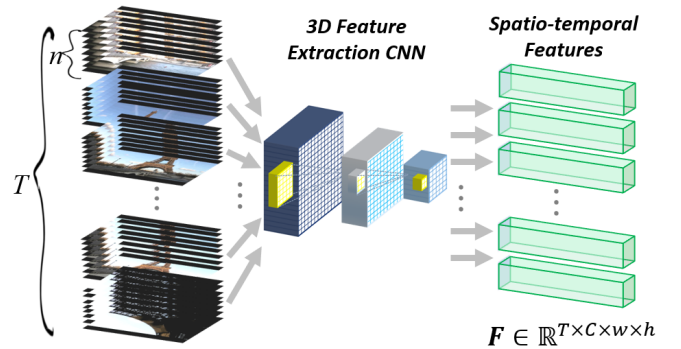 3D Feature
Extraction CNN
Spatio-temporal
Features
n
T
F ∈ ℝ^{T×C×w×h}